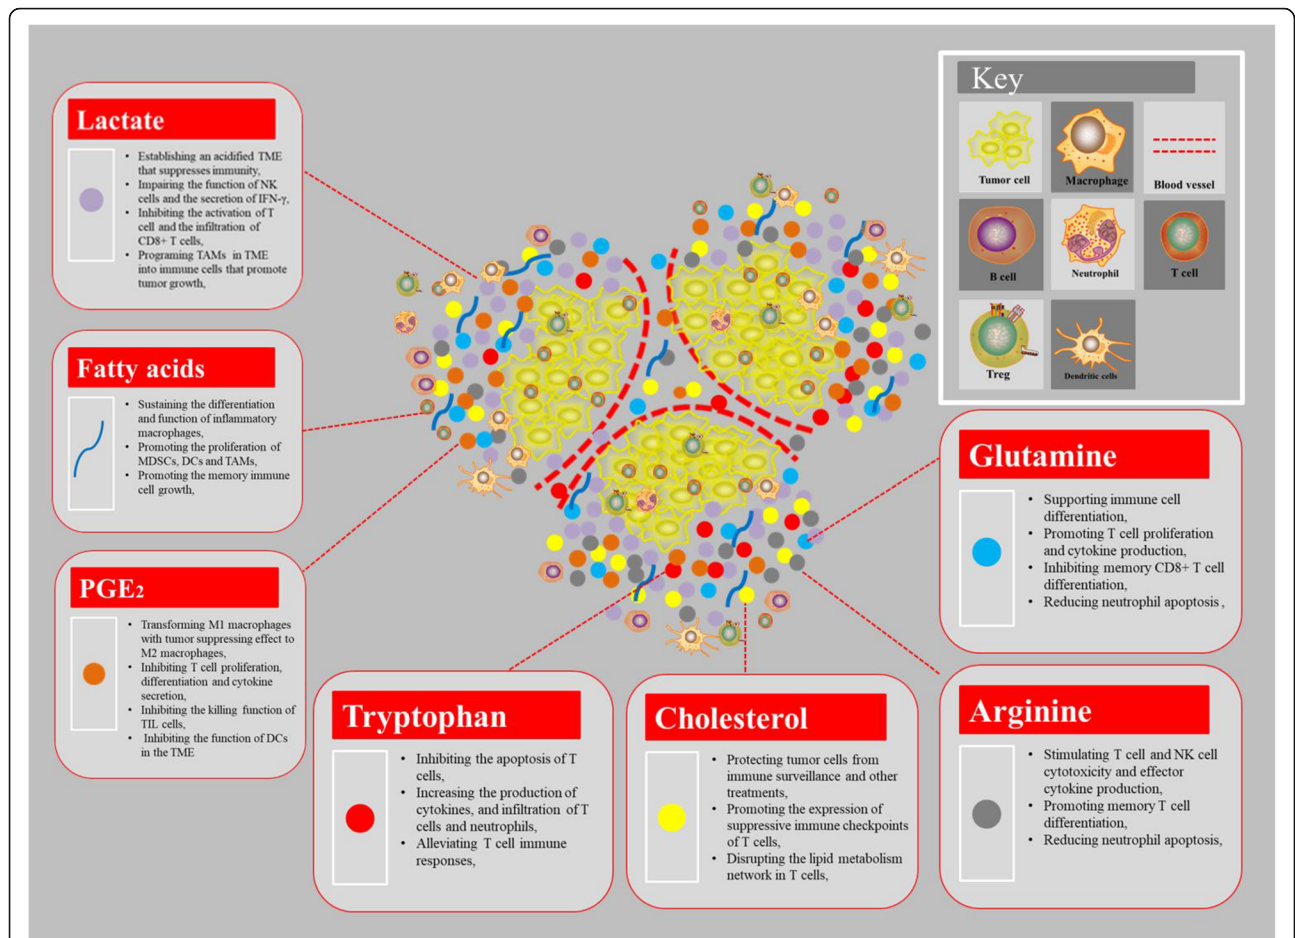 Lactate
• Establishing an acidified TME
that suppresses immunity,
• Impairing the function of NK
cells and the secretion of IFN-γ,
• Inhibiting the activation of T
cell and the infiltration of
CD8+ T cells,
• Programing TAMs in TME
into immune cells that promote
tumor growth,
Fatty acids
• Sustaining the differentiation
and function of inflammatory
macrophages,
• Promoting the proliferation of
MDSCs, DCs and TAMs,
• Promoting the memory immune
cell growth,
PGE₂
• Transforming M1 macrophages
with tumor suppressing effect to
M2 macrophages,
• Inhibiting T cell proliferation,
differentiation and cytokine
secretion,
• Inhibiting the killing function of
TIL cells,
• Inhibiting the function of DCs
in the TME
Tryptophan
• Inhibiting the apoptosis of T
cells,
• Increasing the production of
cytokines, and infiltration of T
cells and neutrophils,
• Alleviating T cell immune
responses,
Cholesterol
• Protecting tumor cells from
immune surveillance and other
treatments,
• Promoting the expression of
suppressive immune checkpoints
of T cells,
• Disrupting the lipid metabolism
network in T cells,
Key
Tumor cell
Macrophage
Blood vessel
B cell
Neutrophil
T cell
Treg
Dendritic cells
Glutamine
• Supporting immune cell
differentiation,
• Promoting T cell proliferation
and cytokine production,
• Inhibiting memory CD8+ T cell
differentiation,
• Reducing neutrophil apoptosis ,
Arginine
• Stimulating T cell and NK cell
cytotoxicity and effector
cytokine production,
• Promoting memory T cell
differentiation,
• Reducing neutrophil apoptosis,